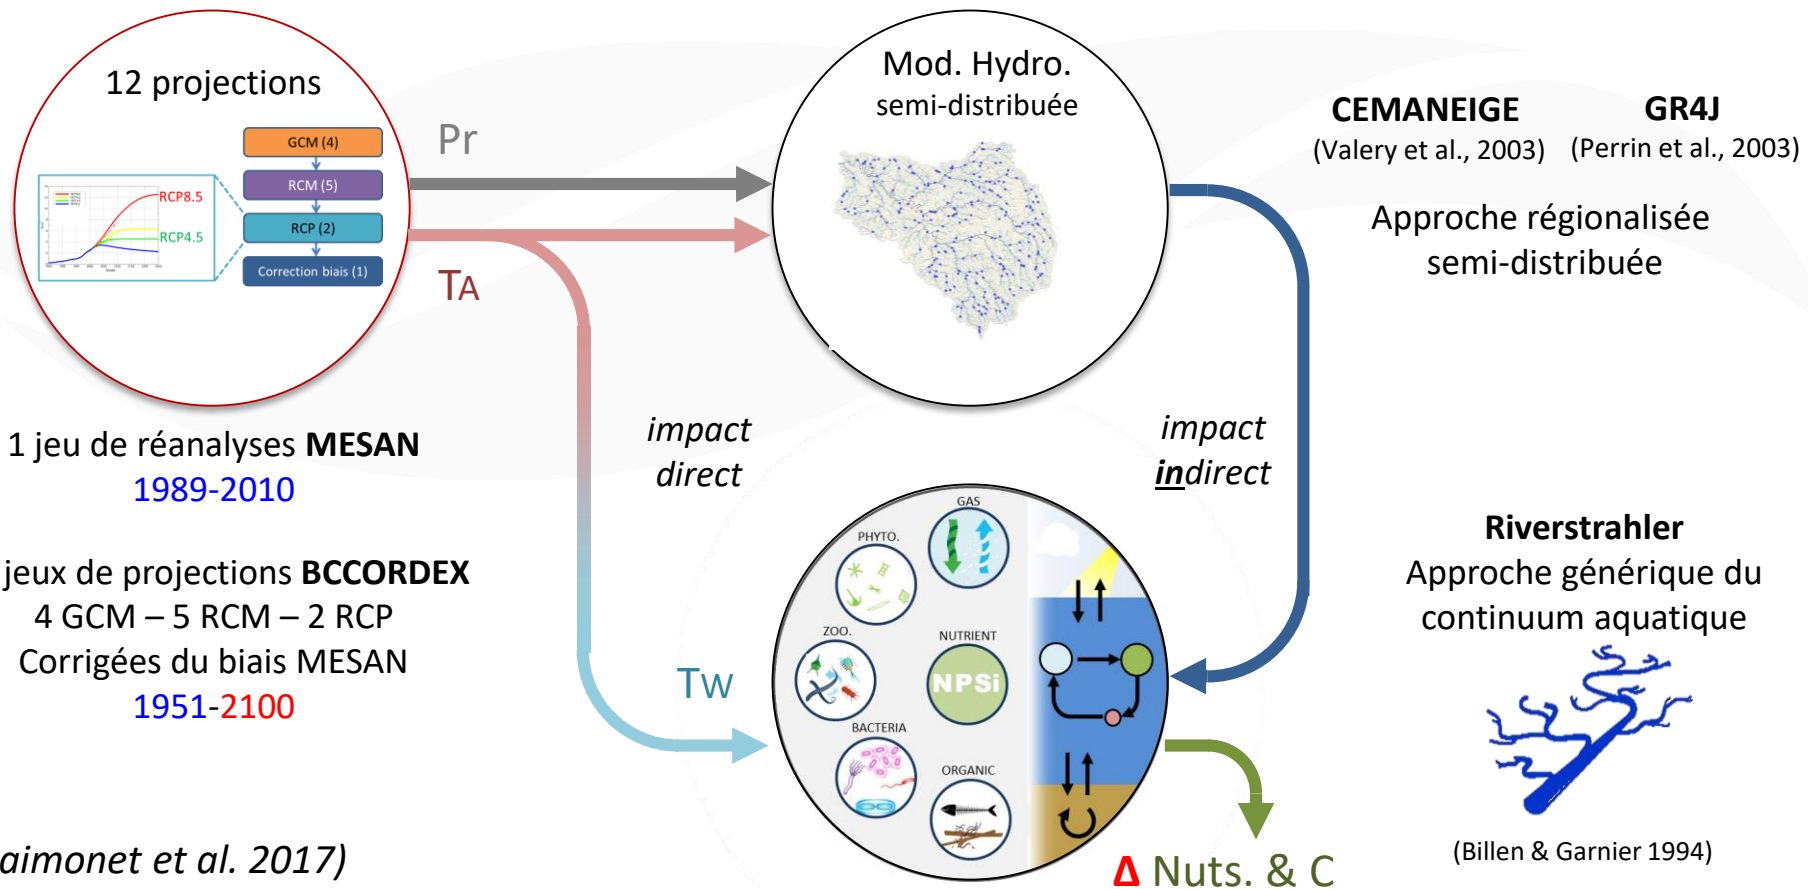 12 projections
GCM (4)
RCM (5)
RCP (2)
Correction biais (1)
RCP8.5
RCP4.5
Pr
TA
Mod. Hydro.
semi-distribuée
CEMANEIGE
(Valery et al., 2003)
GR4J
(Perrin et al., 2003)
Approche régionalisée
semi-distribuée
1 jeu de réanalyses MESAN
1989-2010
jeux de projections BCCORDEX
4 GCM – 5 RCM – 2 RCP
Corrigées du biais MESAN
1951-2100
impact
direct
impact
indirect
Tw
GAS
PHYTO.
ZOO.
NUTRIENT
NPSi
BACTERIA
ORGANIC
Riverstrahler
Approche générique du
continuum aquatique
(Billen & Garnier 1994)
Δ Nuts. & C
aimonet et al. 2017)